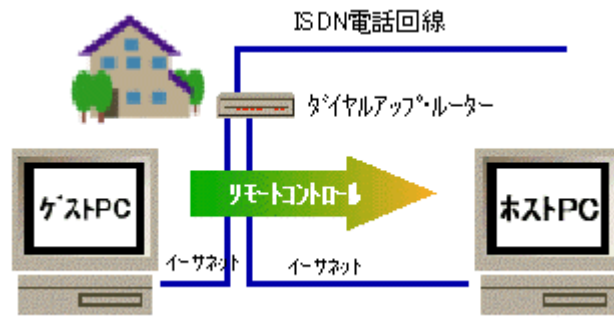 ISDN電話回線
ダイヤルアップ・ルーター
ゲストPC
リモートコントロール
ホストPC
イーサネット
イーサネット